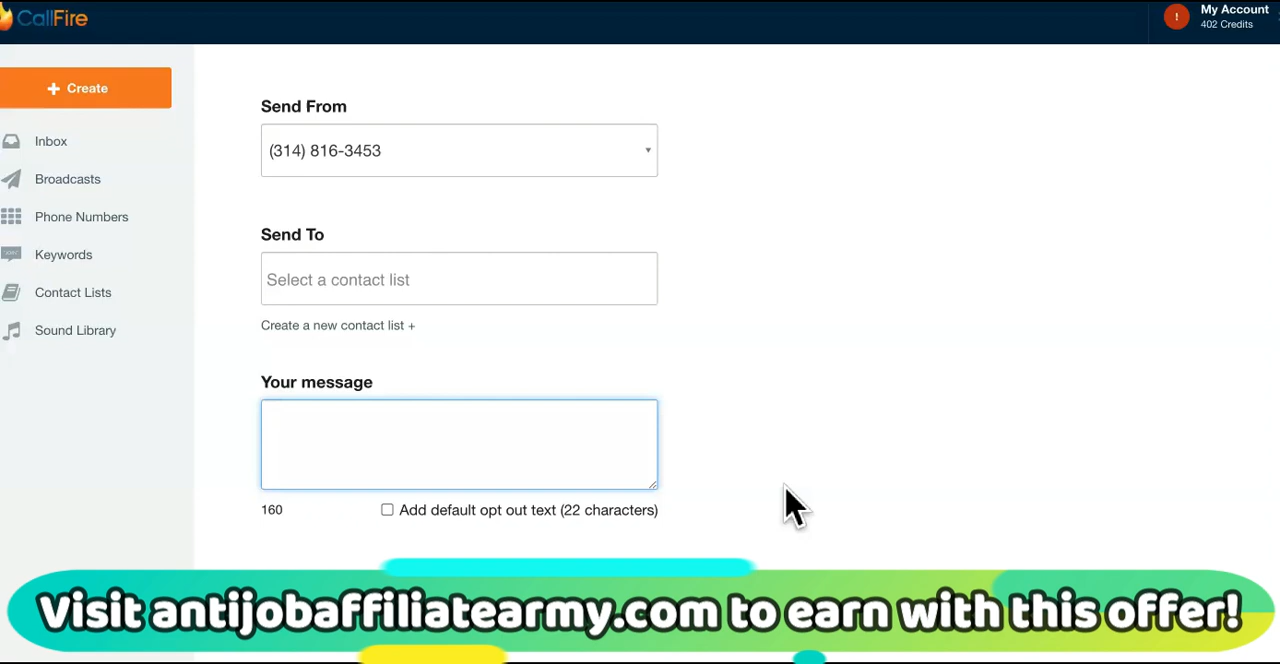 CallFire
My Account
402 Credits
Create
Inbox
Broadcasts
Phone Numbers
Keywords
Contact Lists
Sound Library
Send From
(314) 816-3453
Send To
Select a contact list
Create a new contact list +
Your message
160
Add default opt out text (22 characters)
Visit antijobaffiliatearmy.com to earn with this offer!